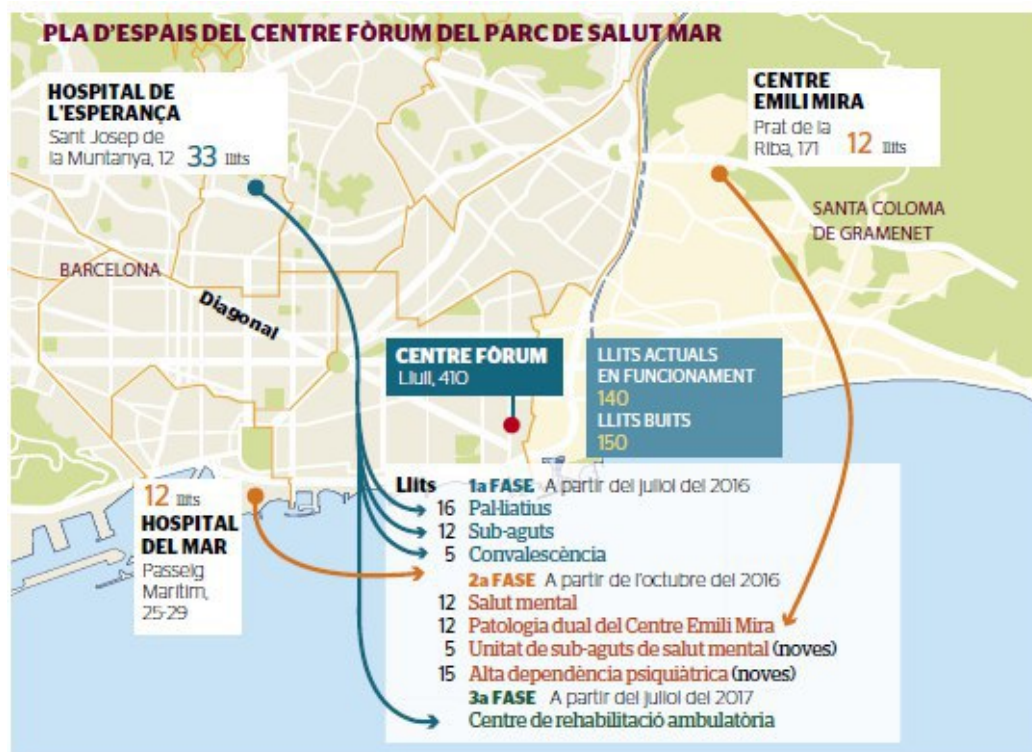 PLA D'ESPAIS DEL CENTRE FÒRUM DEL PARC DE SALUT MAR
HOSPITAL DE
L'ESPERANÇA
Sant Josep de
la Muntanya, 12 33 llits
CENTRE
EMILI MIRA
Prat de la
Riba, 171 12 llits
SANTA COLOMA
DE GRAMENET
BARCELONA
Diagonal
CENTRE FÒRUM
Llull, 410
LLITS ACTUALS
EN FUNCIONAMENT
140
LLITS BUITS
150
12 llits
HOSPITAL
DEL MAR
Passeig
Marítim,
25-29
Llits 1a FASE A partir del juliol del 2016
16 Pal·liatius
12 Sub-aguts
5 Convalescència
2a FASE A partir de l'octubre del 2016
12 Salut mental
12 Patologia dual del Centre Emili Mira
5 Unitat de sub-aguts de salut mental (noves)
15 Alta dependència psiquiàtrica (noves)
3a FASE A partir del juliol del 2017
Centre de rehabilitació ambulatòria